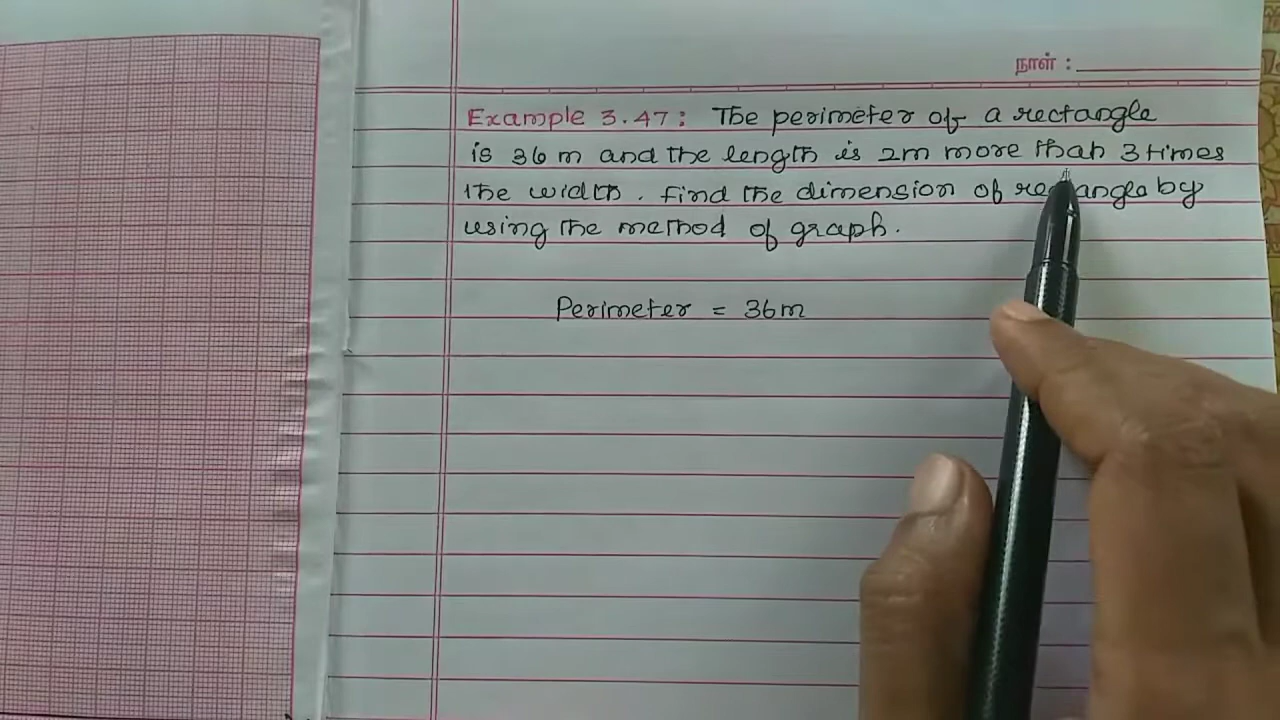 நாள் :
Example 3.47: The perimeter of a rectangle
is 36 m and the length is 2m more than 3 times
the width. Find the dimension of rectangle by
using the method of graph.
Perimeter = 36m